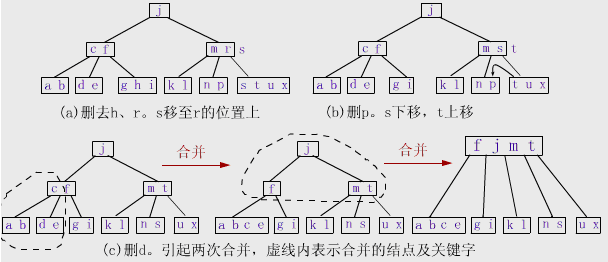 j j
c f m r s c f m s t
a b d e g h i k l n p s t u x a b d e g i k l n p t u x
(a)删去h、r。s移至r的位置上 (b)删p。s下移，t上移
j 合并 j 合并 f j m t
c f m t f m t
a b d e g i k l n s u x a b c e g i k l n s u x a b c e g i k l n s u x
(c)删d。引起两次合并，虚线内表示合并的结点及关键字